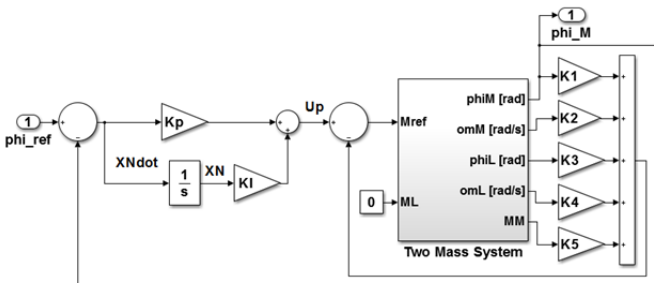 1
phi_M
phiM [rad]
K1
Kp
Up
omM [rad/s]
K2
1
phi_ref
Mref
XNdot
XN
phiL [rad]
K3
1
s
KI
omL [rad/s]
K4
0
ML
MM
K5
Two Mass System